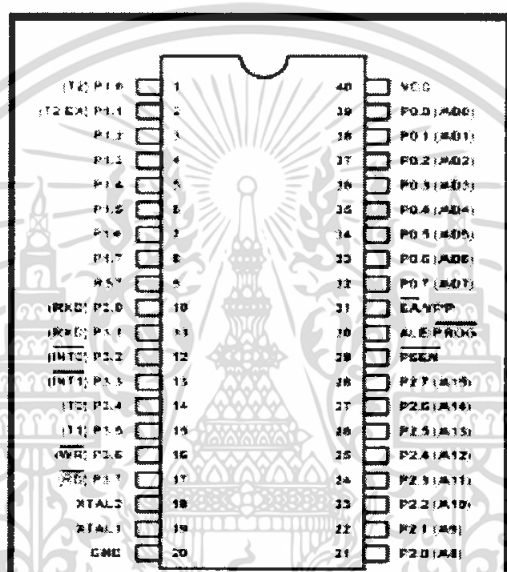 (T2) P1.0 1 40 VCC
(T2 EX) P1.1 2 39 P0.0 (AD0)
P1.2 3 38 P0.1 (AD1)
P1.3 4 37 P0.2 (AD2)
P1.4 5 36 P0.3 (AD3)
P1.5 6 35 P0.4 (AD4)
P1.6 7 34 P0.5 (AD5)
P1.7 8 33 P0.6 (AD6)
RST 9 32 P0.7 (AD7)
(RXD) P3.0 10 31 EA/VPP
P3.1 11 30 ALE/PROG
(INT0) P3.2 12 29 PSEN
(INT1) P3.3 13 28 P2.7 (A15)
(T0) P3.4 14 27 P2.6 (A14)
(T1) P3.5 15 26 P2.5 (A13)
(WR) P3.6 16 25 P2.4 (A12)
(RD) P3.7 17 24 P2.3 (A11)
XTAL2 18 23 P2.2 (A10)
XTAL1 19 22 P2.1 (A9)
GND 20 21 P2.0 (A8)